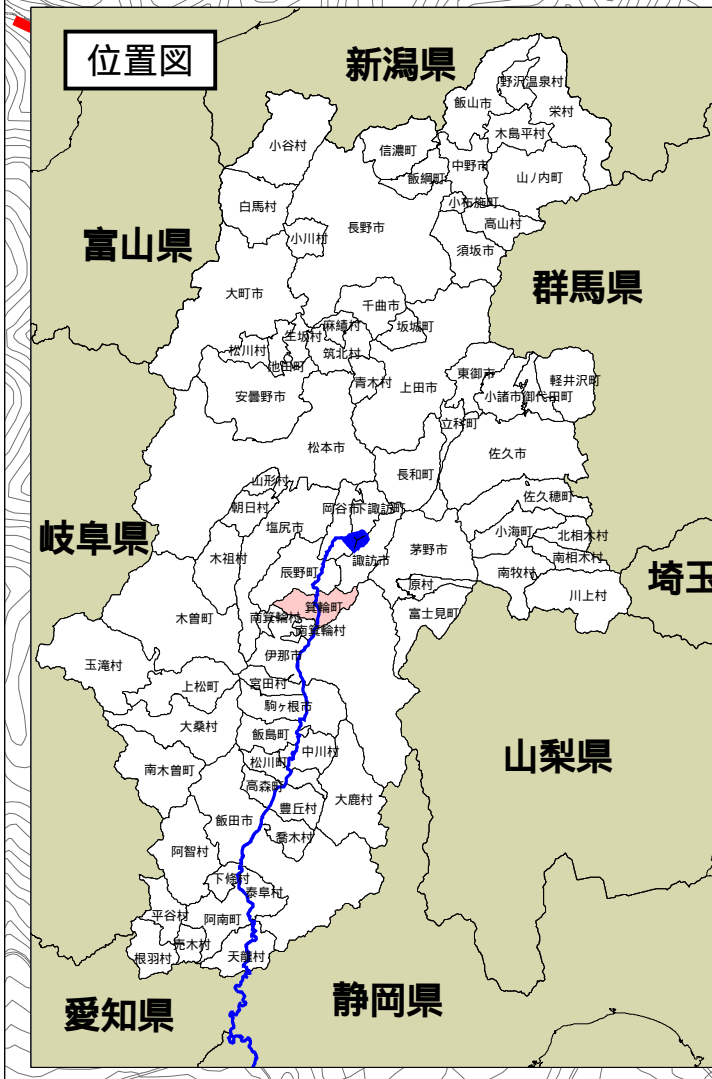 位置図
新潟県
野沢温泉村
飯山市
栄村
木島平村
小谷村
信濃町
中野市
飯綱町
山ノ内町
白馬村
小布施町
高山村
長野市
小川村
須坂市
富山県
群馬県
大町市
千曲市
麻績村
坂城町
生坂村
松川村
筑北村
池田町
青木村
上田市
東御市
軽井沢町
安曇野市
小諸市
御代田町
立科町
松本市
佐久市
長和町
山形村
佐久穂町
朝日村
岡谷市
下諏訪町
塩尻市
小海町
北相木村
岐阜県
木祖村
諏訪市
茅野市
南相木村
辰野町
原村
南牧村
埼玉
川上村
箕輪町
富士見町
木曽町
南箕輪村
南箕輪村
伊那市
玉滝村
上松町
宮田村
駒ヶ根市
大桑村
飯島町
中川村
山梨県
南木曽町
松川町
高森町
大鹿村
豊丘村
飯田市
喬木村
阿智村
下條村
泰阜村
平谷村
阿南町
売木村
根羽村
天龍村
静岡県
愛知県